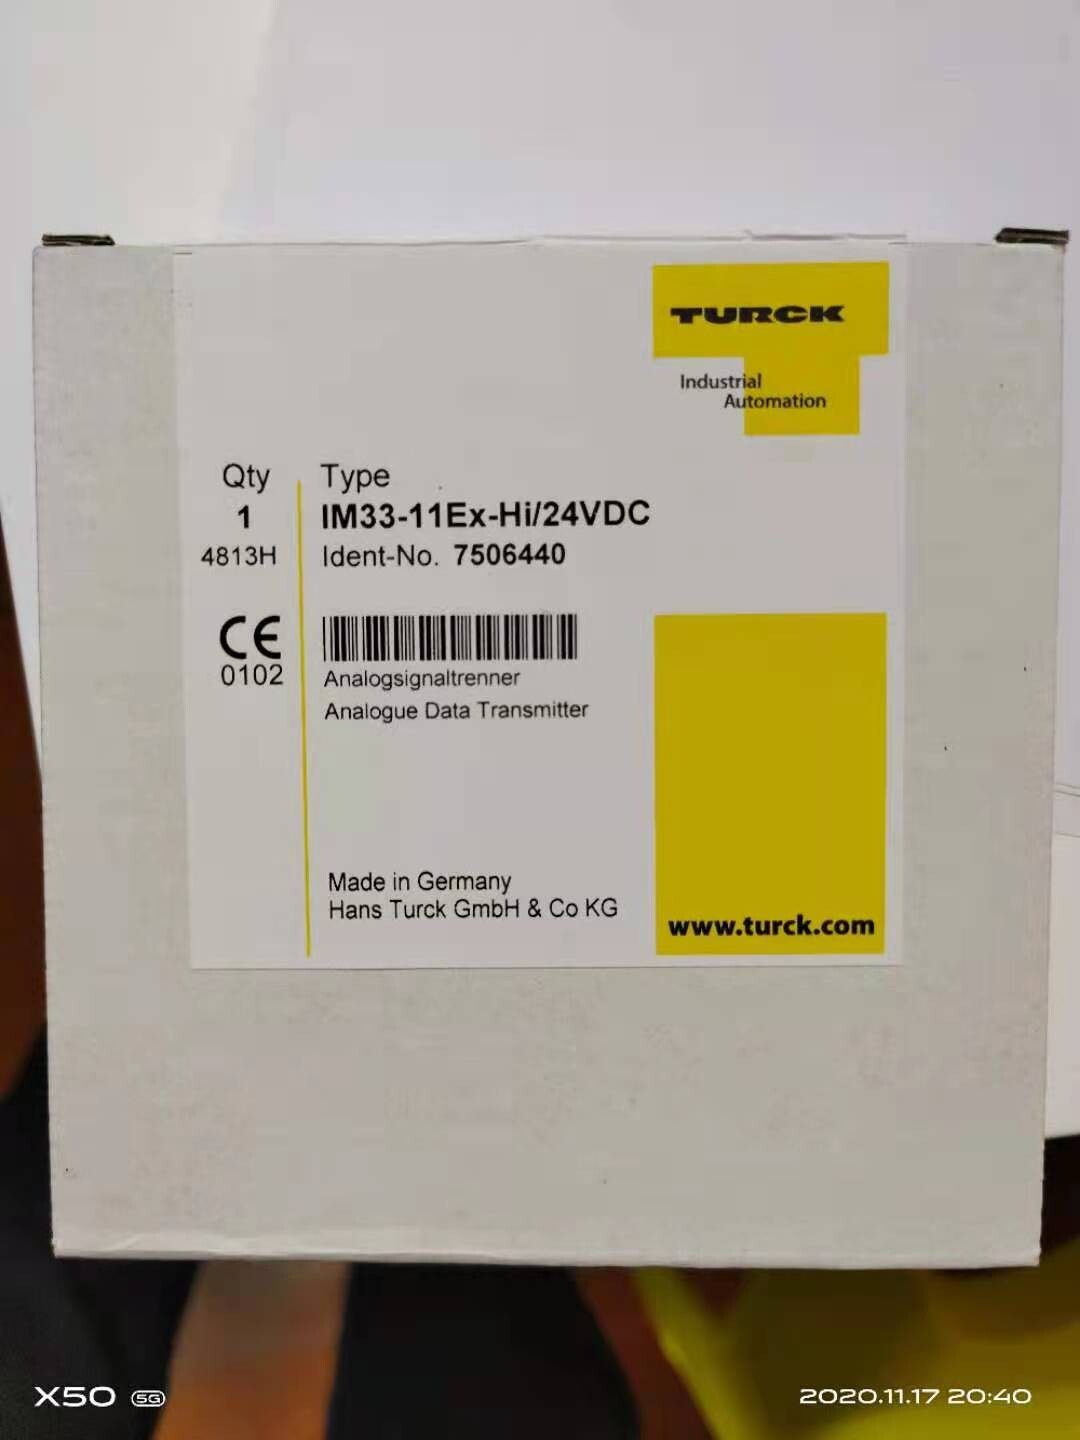 TURCK
Industrial
Automation
Qty Type
1 IM33-11Ex-Hi/24VDC
4813H Ident-No. 7506440
CE
0102
Analogsignaltrenner
Analogue Data Transmitter
Made in Germany
Hans Turck GmbH & Co KG
www.turck.com
X50 5G
2020.11.17 20:40